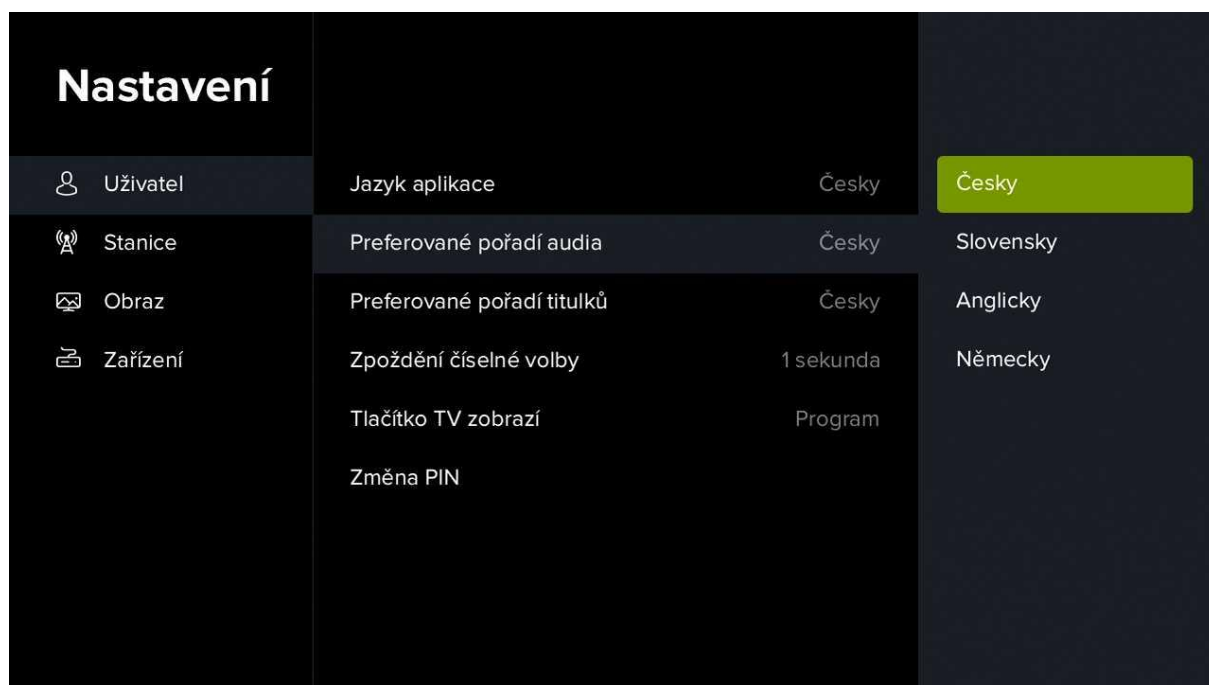 Nastavení
Uživatel
Stanice
Obraz
Zařízení
Jazyk aplikace Česky
Preferované pořadí audia Česky
Preferované pořadí titulků Česky
Zpoždění číselné volby 1 sekunda
Tlačítko TV zobrazí Program
Změna PIN
Česky
Slovensky
Anglicky
Německy